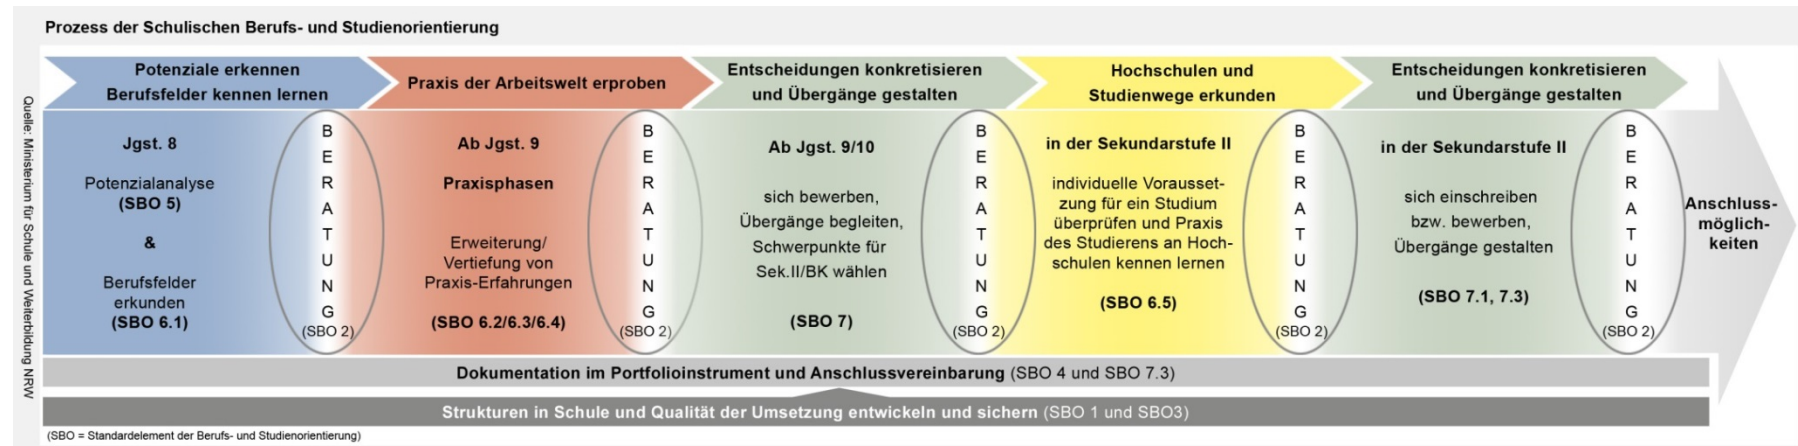 Prozess der Schulischen Berufs- und Studienorientierung
Quelle: Ministerium für Schule und Weiterbildung NRW
Potenziale erkennen
Berufsfelder kennen lernen
Jgst. 8
Potenzialanalyse
(SBO 5)
&
Berufsfelder
erkunden
(SBO 6.1)
BERATUNG
(SBO 2)
Praxis der Arbeitswelt erproben
Ab Jgst. 9
Praxisphasen
Erweiterung/
Vertiefung von
Praxis-Erfahrungen
(SBO 6.2/6.3/6.4)
BERATUNG
(SBO 2)
Entscheidungen konkretisieren
und Übergänge gestalten
Ab Jgst. 9/10
sich bewerben,
Übergänge begleiten,
Schwerpunkte für
Sek.II/BK wählen
(SBO 7)
BERATUNG
(SBO 2)
Hochschulen und
Studienwege erkunden
in der Sekundarstufe II
individuelle Vorausset-
zung für ein Studium
überprüfen und Praxis
des Studierens an Hoch-
schulen kennen lernen
(SBO 6.5)
BERATUNG
(SBO 2)
Entscheidungen konkretisieren
und Übergänge gestalten
in der Sekundarstufe II
sich einschreiben
bzw. bewerben,
Übergänge gestalten
(SBO 7.1, 7.3)
BERATUNG
(SBO 2)
Anschluss-
möglich-
keiten
Dokumentation im Portfolioinstrument und Anschlussvereinbarung (SBO 4 und SBO 7.3)
Strukturen in Schule und Qualität der Umsetzung entwickeln und sichern (SBO 1 und SBO3)
(SBO = Standardelement der Berufs- und Studienorientierung)